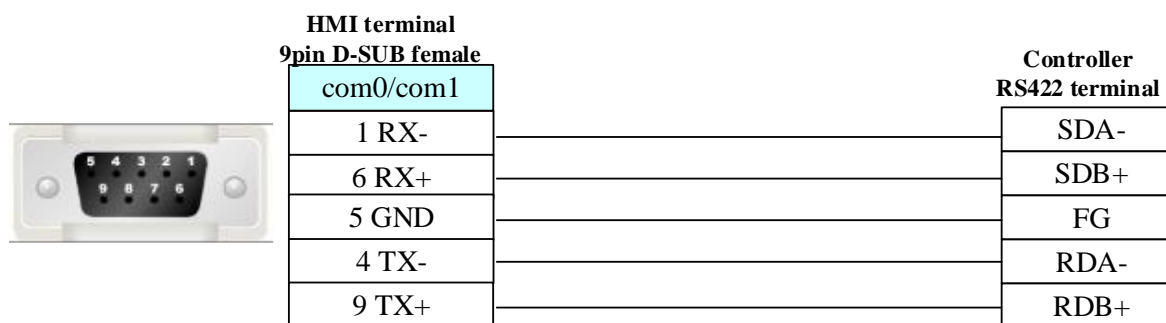 HMI terminal
9pin D-SUB female
com0/com1
1 RX-
6 RX+
5 GND
4 TX-
9 TX+
5 4 3 2 1
9 8 7 6
Controller
RS422 terminal
SDA-
SDB+
FG
RDA-
RDB+